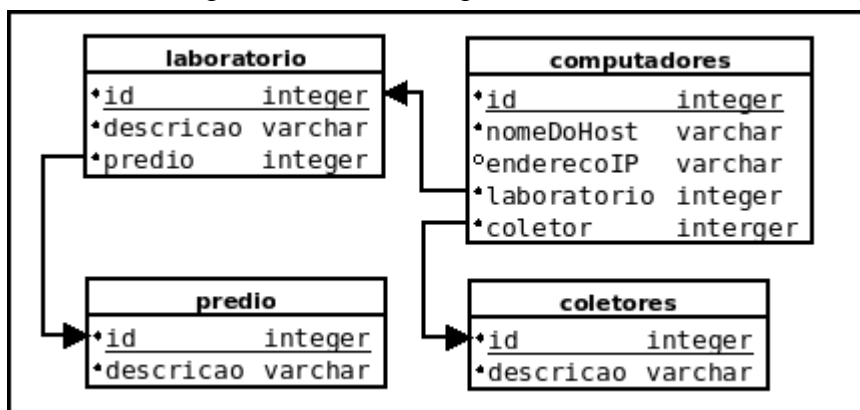 laboratorio
id integer
descricao varchar
predio integer
computadores
id integer
nomeDoHost varchar
enderecoIP varchar
laboratorio integer
coletor interger
predio
id integer
descricao varchar
coletores
id integer
descricao varchar